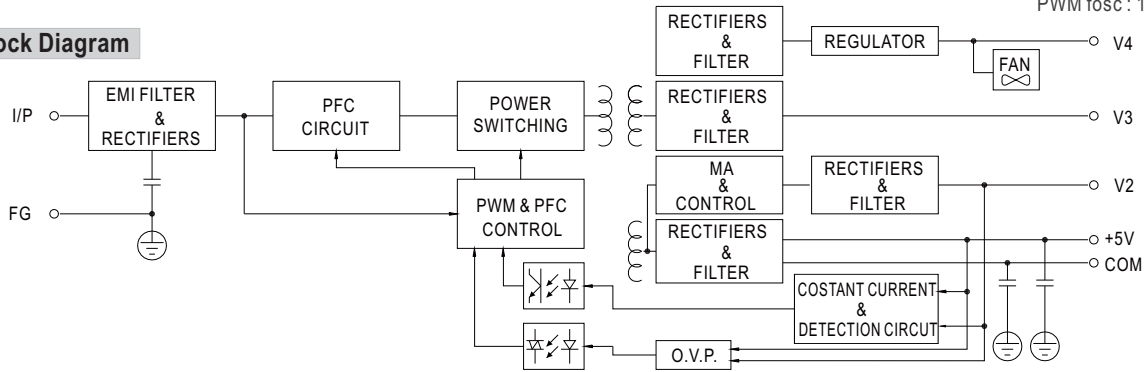 PWM fosc : 1
ock Diagram
I/P
EMI FILTER
&
RECTIFIERS
PFC
CIRCUIT
POWER
SWITCHING
RECTIFIERS
&
FILTER
REGULATOR
FAN
V4
RECTIFIERS
&
FILTER
V3
FG
PWM & PFC
CONTROL
MA
&
CONTROL
RECTIFIERS
&
FILTER
V2
RECTIFIERS
&
FILTER
+5V
COM
COSTANT CURRENT
&
DETECTION CIRCUT
O.V.P.